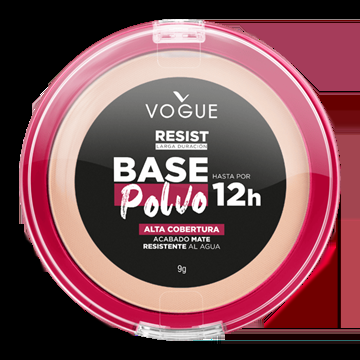 VOGUE
RESIST
LARGA DURACIÓN
BASE
Polvo
HASTA POR
12h
ALTA COBERTURA
ACABADO MATE
RESISTENTE AL AGUA
9g